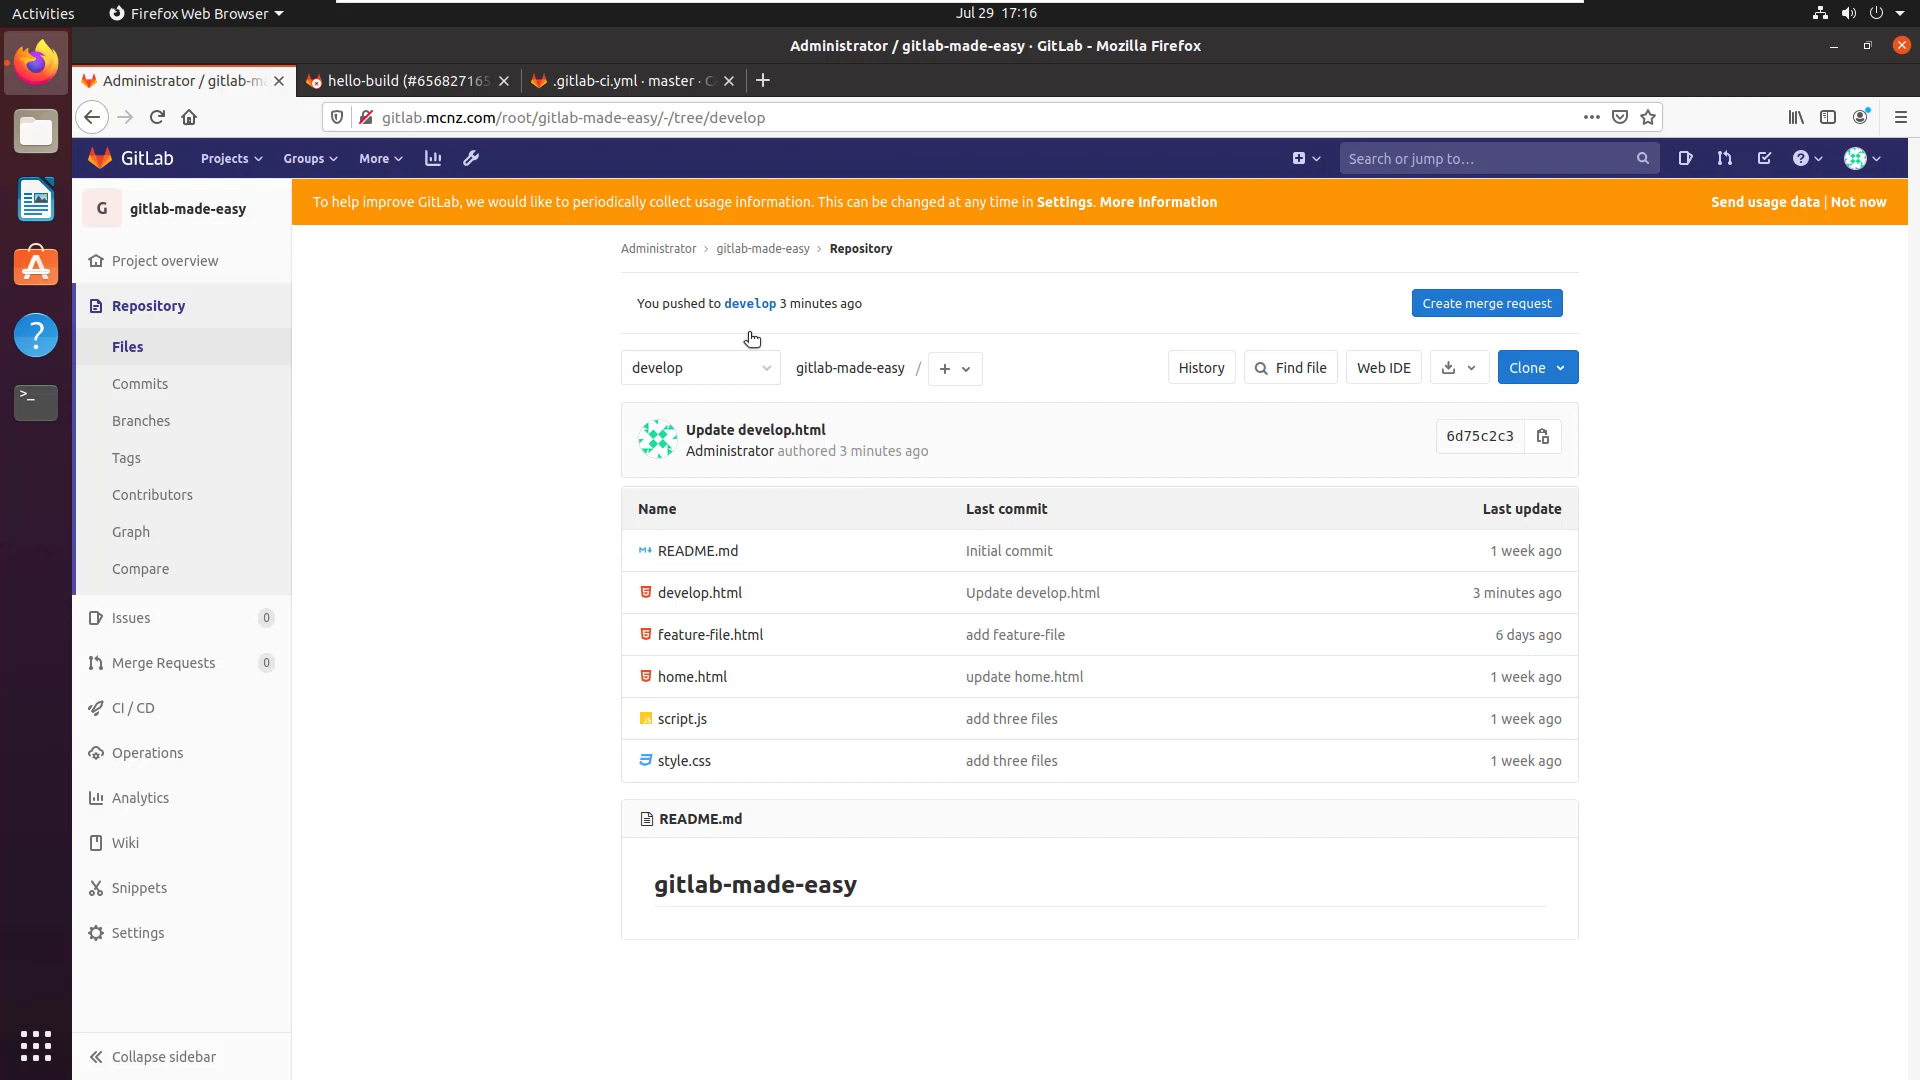 Activities
Firefox Web Browser
Jul 29 17:16
Administrator / gitlab-made-easy · GitLab - Mozilla Firefox
Administrator / gitlab-m
hello-build (#656827165
.gitlab-ci.yml · master · C
gitlab.mcnz.com/root/gitlab-made-easy/-/tree/develop
GitLab
Projects
Groups
More
Search or jump to…
G
gitlab-made-easy
To help improve GitLab, we would like to periodically collect usage information. This can be changed at any time in Settings. More Information
Send usage data | Not now
Project overview
Repository
Files
Commits
Branches
Tags
Contributors
Graph
Compare
Issues
0
Merge Requests
0
CI / CD
Operations
Analytics
Wiki
Snippets
Settings
Collapse sidebar
Administrator > gitlab-made-easy > Repository
You pushed to develop 3 minutes ago
Create merge request
develop
gitlab-made-easy /
+
History
Find file
Web IDE
Clone
Update develop.html
Administrator authored 3 minutes ago
6d75c2c3
Name
Last commit
Last update
README.md
Initial commit
1 week ago
develop.html
Update develop.html
3 minutes ago
feature-file.html
add feature-file
6 days ago
home.html
update home.html
1 week ago
script.js
add three files
1 week ago
style.css
add three files
1 week ago
README.md
gitlab-made-easy